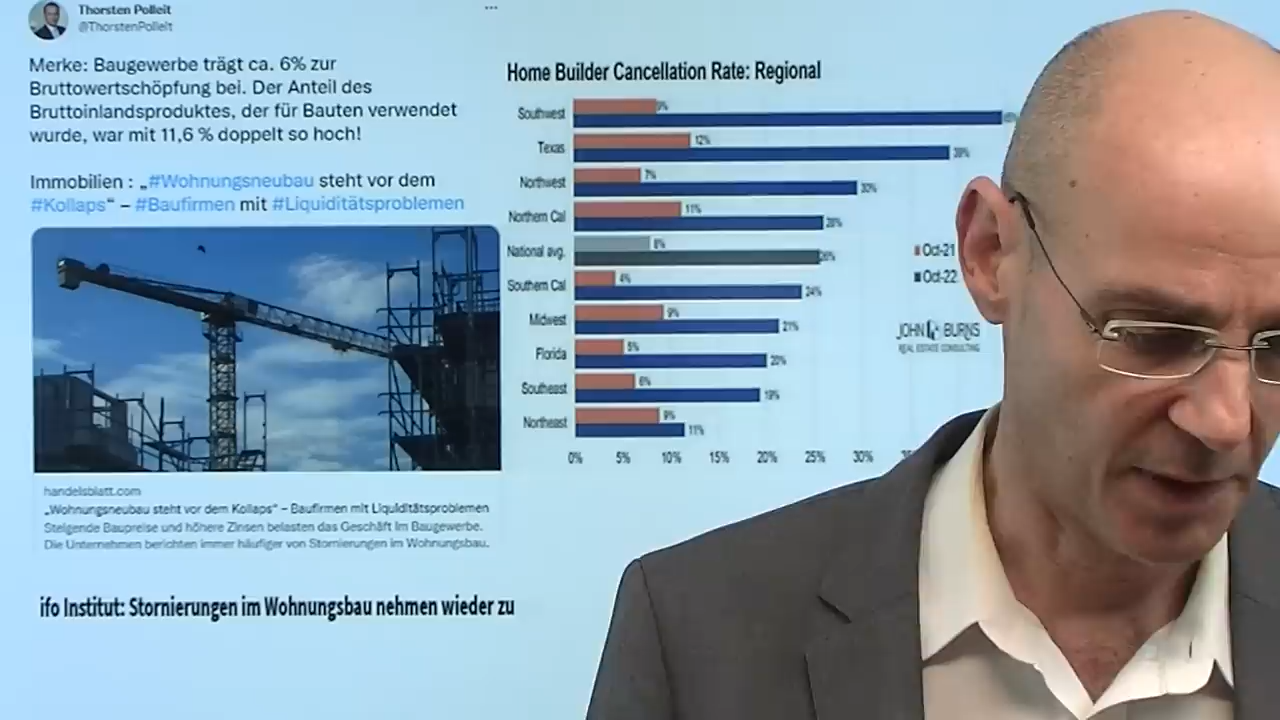 Thorsten Polleit
@ThorstenPolleit
...
Merke: Baugewerbe trägt ca. 6% zur
Bruttowertschöpfung bei. Der Anteil des
Bruttoinlandsproduktes, der für Bauten verwendet
wurde, war mit 11,6 % doppelt so hoch!
Immobilien : „#Wohnungsneubau steht vor dem
#Kollaps“ – #Baufirmen mit #Liquiditätsproblemen
handelsblatt.com
„Wohnungsneubau steht vor dem Kollaps“ – Baufirmen mit Liquiditätsproblemen
Steigende Baupreise und höhere Zinsen belasten das Geschäft im Baugewerbe.
Die Unternehmen berichten immer häufiger von Stornierungen im Wohnungsbau.
ifo Institut: Stornierungen im Wohnungsbau nehmen wieder zu
Home Builder Cancellation Rate: Regional
Southwest 9%
Texas 12% 39%
Northwest 7% 30%
Northern Cal 11% 26%
National avg. 8% 26%
Southern Cal 4% 24%
Midwest 9% 21%
Florida 5% 20%
Southeast 6% 19%
Northeast 9% 11%
0% 5% 10% 15% 20% 25% 30%
Oct-21
Oct-22
JOHN BURNS
REAL ESTATE CONSULTING